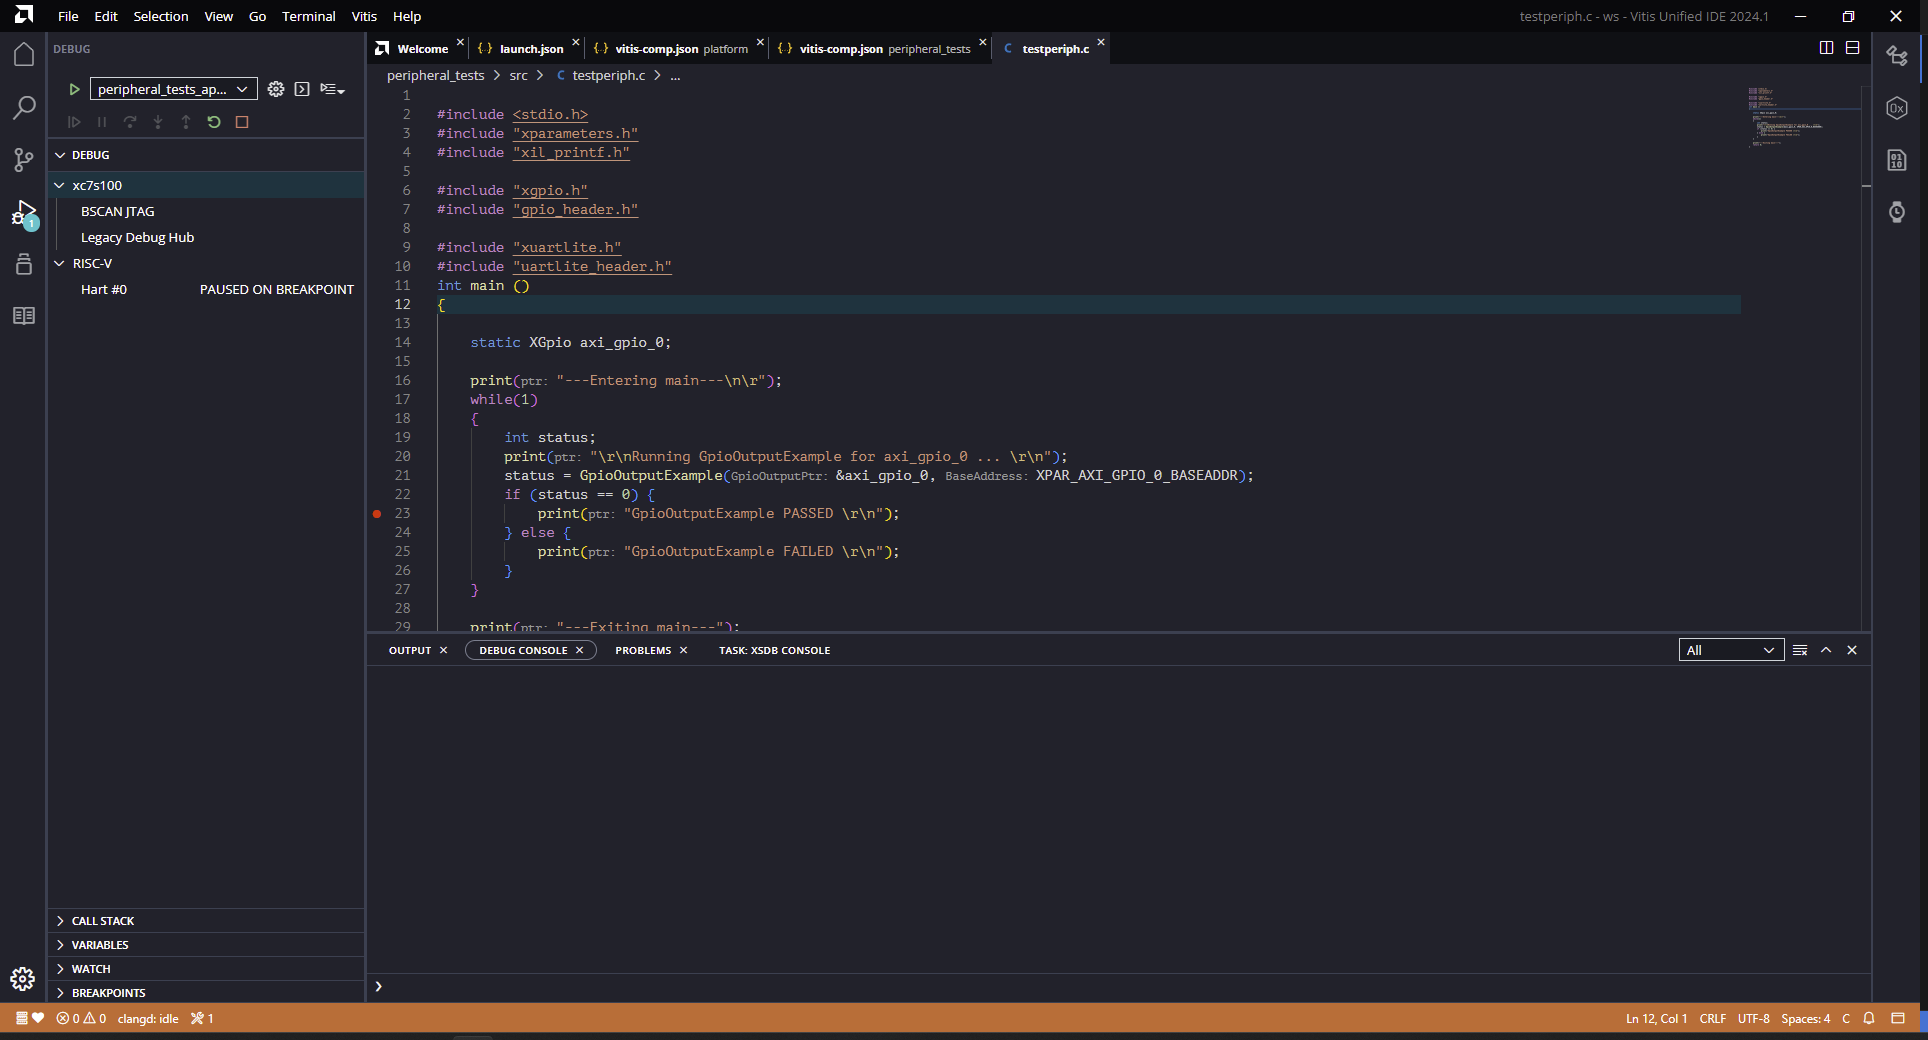 File Edit Selection View Go Terminal Vitis Help
testperiph.c - ws - Vitis Unified IDE 2024.1
DEBUG
peripheral_tests_ap...
DEBUG
xc7s100
BSCAN JTAG
Legacy Debug Hub
RISC-V
Hart #0 PAUSED ON BREAKPOINT
CALL STACK
VARIABLES
WATCH
BREAKPOINTS
1
Welcome launch.json vitis-comp.json platform vitis-comp.json peripheral_tests C testperiph.c
peripheral_tests > src > C testperiph.c > ...
1
2 #include <stdio.h>
3 #include "xparameters.h"
4 #include "xil_printf.h"
5
6 #include "xgpio.h"
7 #include "gpio_header.h"
8
9 #include "xuartlite.h"
10 #include "uartlite_header.h"
11 int main ()
12 {
13
14 static XGpio axi_gpio_0;
15
16 print(ptr: "---Entering main---\n\r");
17 while(1)
18 {
19 int status;
20 print(ptr: "\r\nRunning GpioOutputExample for axi_gpio_0 ... \r\n");
21 status = GpioOutputExample(GpioOutputPtr: &axi_gpio_0, BaseAddress: XPAR_AXI_GPIO_0_BASEADDR);
22 if (status == 0) {
23 print(ptr: "GpioOutputExample PASSED \r\n");
24 } else {
25 print(ptr: "GpioOutputExample FAILED \r\n");
26 }
27 }
28
29 print(ptr: "---Exiting main---");
OUTPUT DEBUG CONSOLE PROBLEMS TASK: XSDB CONSOLE
All
0x
01
10
0 0 clangd: idle 1
Ln 12, Col 1 CRLF UTF-8 Spaces: 4 C